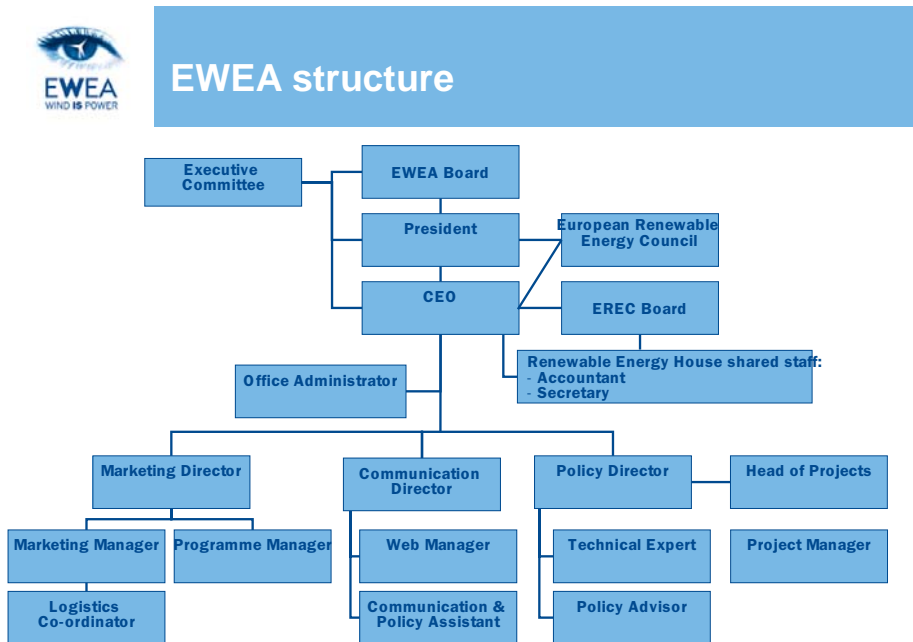 EWEA
WIND IS POWER
EWEA structure
Executive
Committee
EWEA Board
President
European Renewable
Energy Council
CEO
EREC Board
Renewable Energy House shared staff:
- Accountant
- Secretary
Office Administrator
Marketing Director
Communication
Director
Policy Director
Head of Projects
Marketing Manager
Programme Manager
Web Manager
Technical Expert
Project Manager
Logistics
Co-ordinator
Communication &
Policy Assistant
Policy Advisor